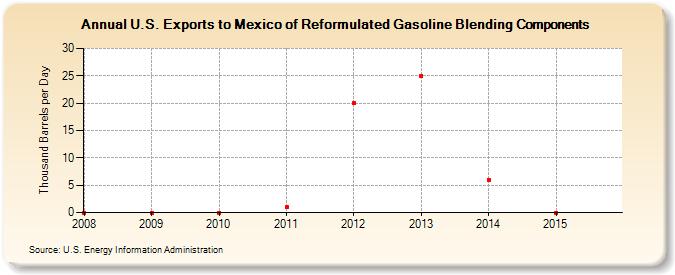 Annual U.S. Exports to Mexico of Reformulated Gasoline Blending Components
Thousand Barrels per Day
30
25
20
15
10
5
0
2008 2009 2010 2011 2012 2013 2014 2015
Source: U.S. Energy Information Administration